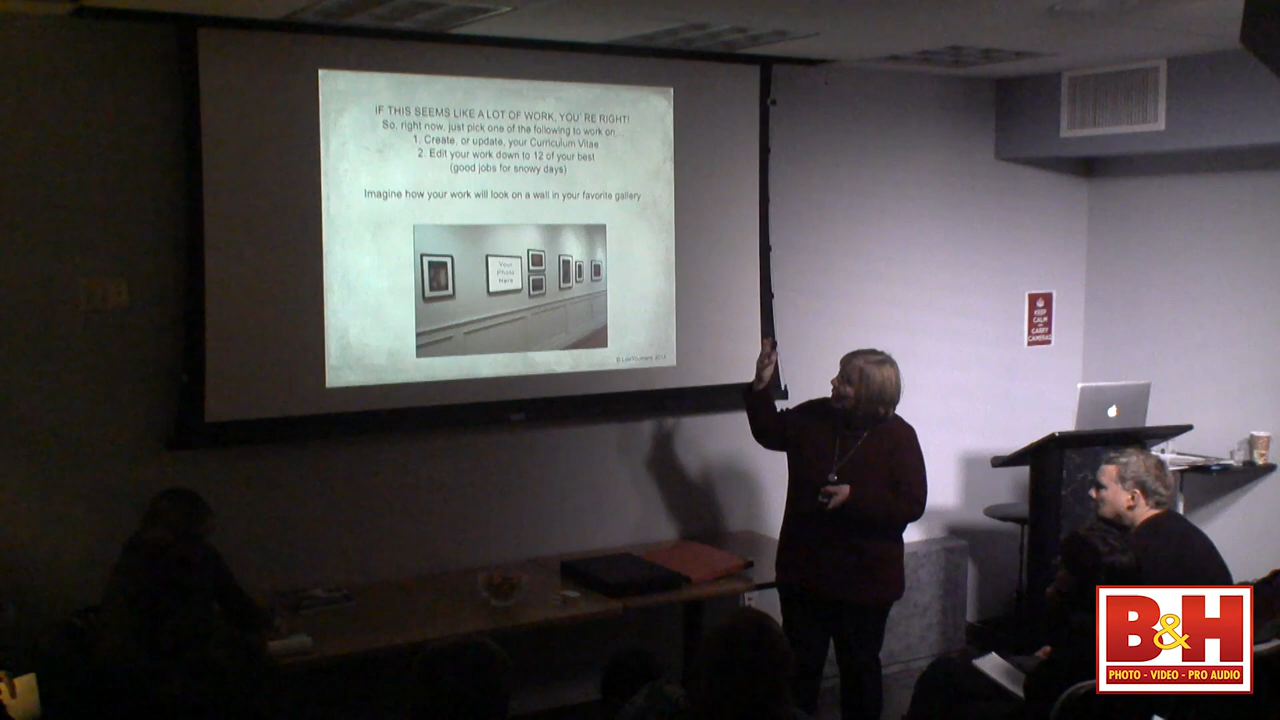 IF THIS SEEMS LIKE A LOT OF WORK, YOU' RE RIGHT!
So, right now, just pick one of the following to work on...
1. Create, or update, your Curriculum Vitae
2. Edit your work down to 12 of your best
(good jobs for snowy days)
Imagine how your work will look on a wall in your favorite gallery
Your
Photo
Here
KEEP
CALM
AND
CARRY
CAMERAS
B&H
PHOTO - VIDEO - PRO AUDIO